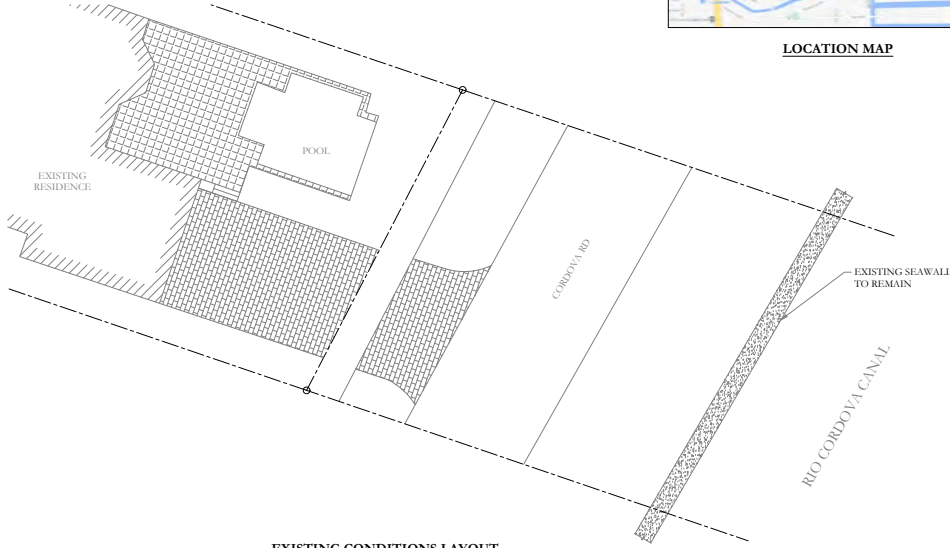 LOCATION MAP
POOL
EXISTING
RESIDENCE
CORDOVA RD
EXISTING SEAWALL
TO REMAIN
RIO CORDOVA CANAL
EXISTING CONDITIONS LAYOUT